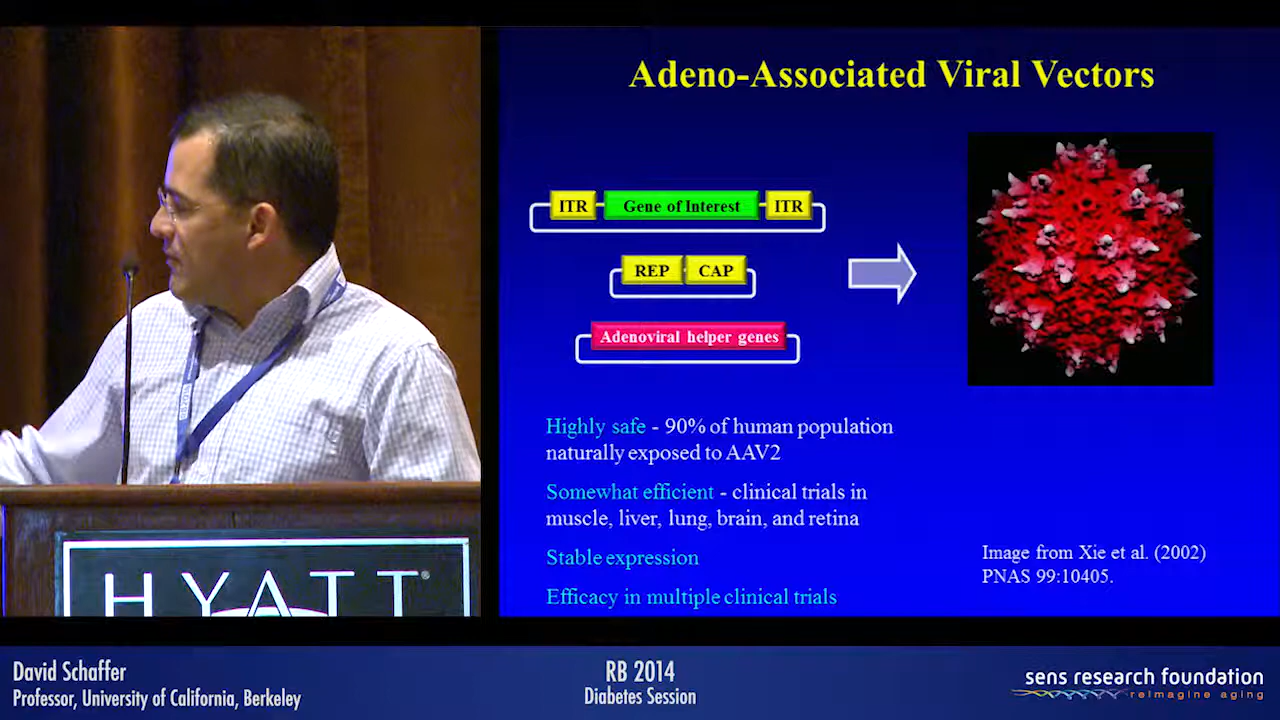 Adeno-Associated Viral Vectors
ITR Gene of Interest ITR
REP CAP
Adenoviral helper genes
Highly safe - 90% of human population
naturally exposed to AAV2
Somewhat efficient - clinical trials in
muscle, liver, lung, brain, and retina
Stable expression
Efficacy in multiple clinical trials
Image from Xie et al. (2002)
PNAS 99:10405.
HYATT®
David Schaffer
Professor, University of California, Berkeley
RB 2014
Diabetes Session
sens research foundation
reimagine aging